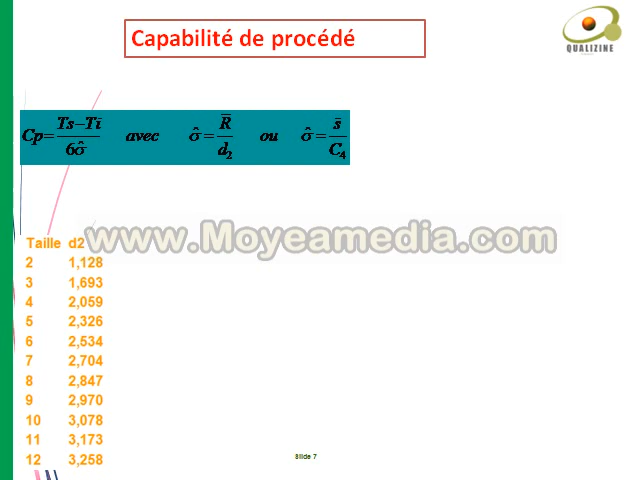 Capabilité de procédé
QUALIZINE
Cp = Ts-Ti / 6σ̂ avec σ̂ = R̄ / d2 ou σ̂ = s̄ / C4
www.Moyeamedia.com
Taille d2
2 1,128
3 1,693
4 2,059
5 2,326
6 2,534
7 2,704
8 2,847
9 2,970
10 3,078
11 3,173
12 3,258
Slide 7